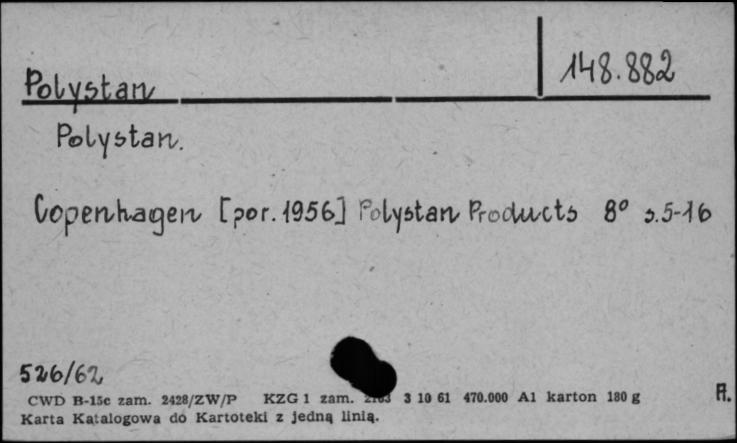 148.882
Polystan
Polystan.
Copenhagen [por. 1956] Polystan Products 8° s. 5-16
526/62
CWD B-15c zam. 2428/ZW/P KZG 1 zam. 3 10 61 470.000 A1 karton 180 g
Karta Katalogowa do Kartoteki z jedną linią.